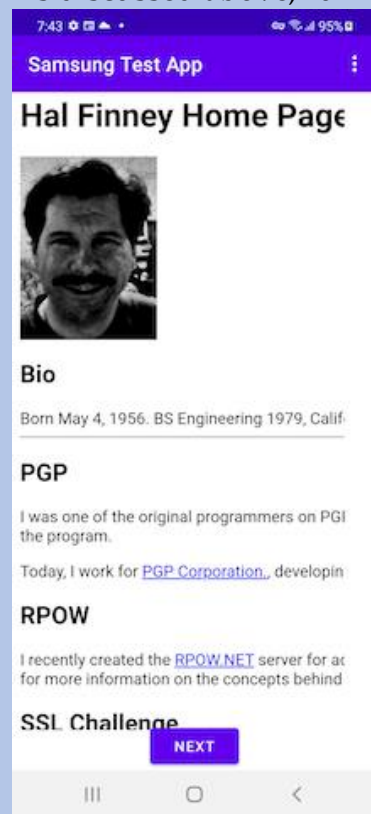 7:43 95%
Samsung Test App
Hal Finney Home Page
Bio
Born May 4, 1956. BS Engineering 1979, Calif
PGP
I was one of the original programmers on PGP
the program.
Today, I work for PGP Corporation., developin
RPOW
I recently created the RPOW.NET server for
for more information on the concepts behind
SSL Challenge
NEXT